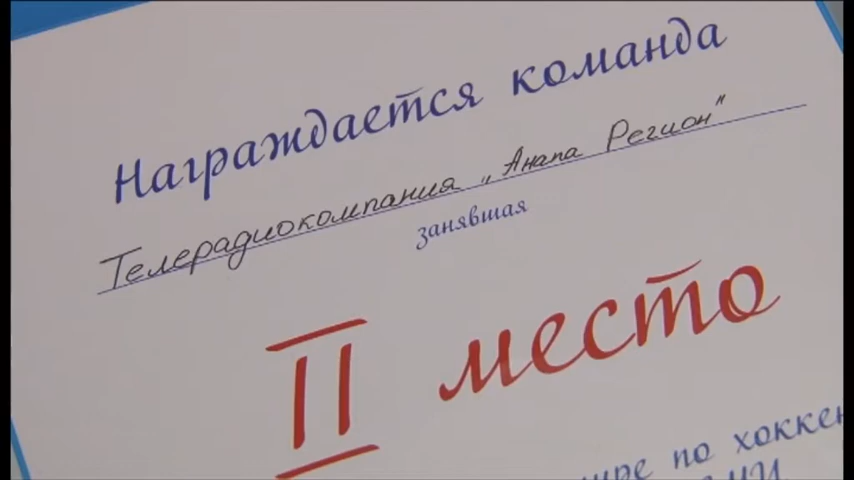 Награждается команда
Телерадиокомпания „Анапа Регион"
занявшая
II место
по хоккею